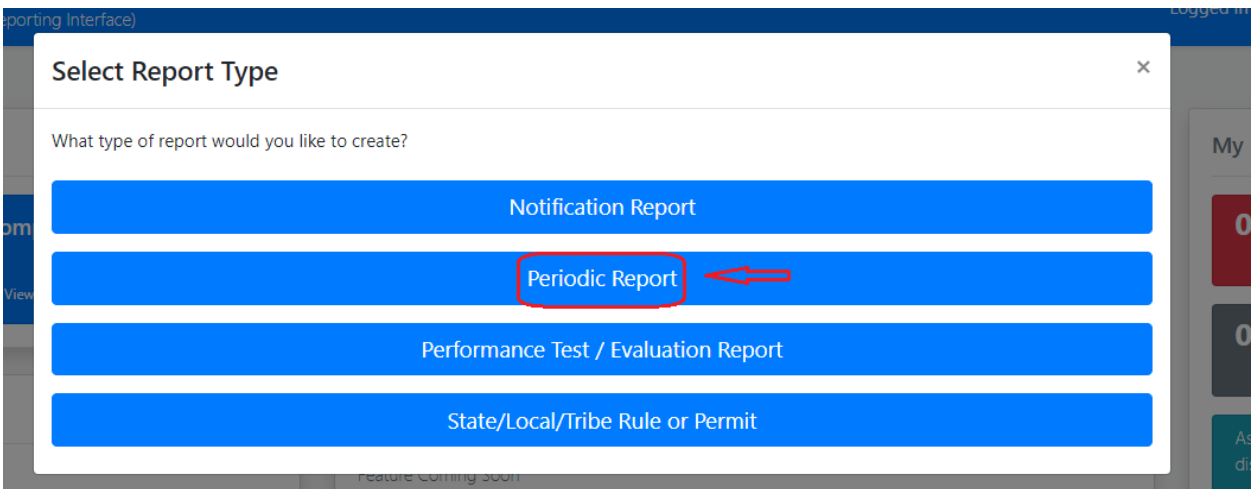 eporting Interface)
Logged in
Select Report Type
×
What type of report would you like to create?
My
Notification Report
om
0
Periodic Report
View
Performance Test / Evaluation Report
0
State/Local/Tribe Rule or Permit
As
dis
Feature Coming Soon